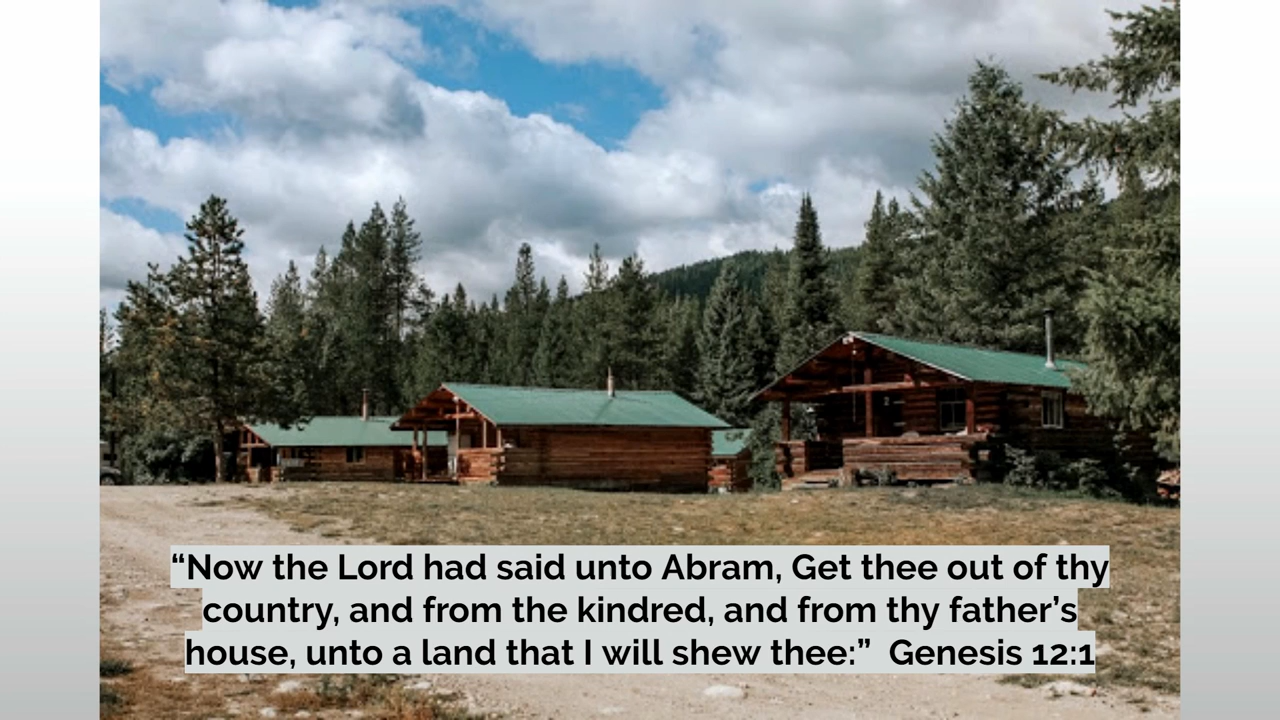 “Now the Lord had said unto Abram, Get thee out of thy
country, and from the kindred, and from thy father’s
house, unto a land that I will shew thee:”  Genesis 12:1